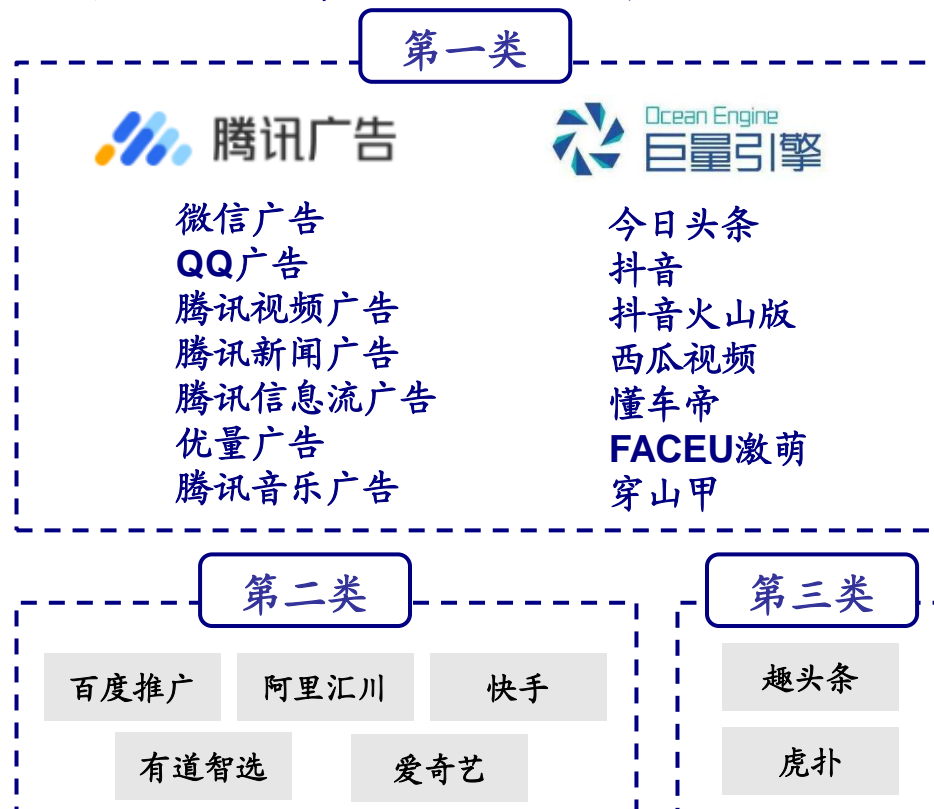 第一类
腾讯广告
微信广告
QQ广告
腾讯视频广告
腾讯新闻广告
腾讯信息流广告
优量广告
腾讯音乐广告
Ocean Engine
巨量引擎
今日头条
抖音
抖音火山版
西瓜视频
懂车帝
FACEU激萌
穿山甲
第二类
百度推广
阿里汇川
快手
有道智选
爱奇艺
第三类
趣头条
虎扑